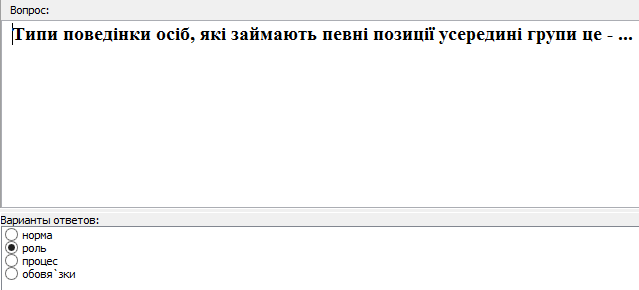 Вопрос:
Типи поведінки осіб, які займають певні позиції усередині групи це - ...
Варианты ответов:
норма
роль
процес
обовя`зки